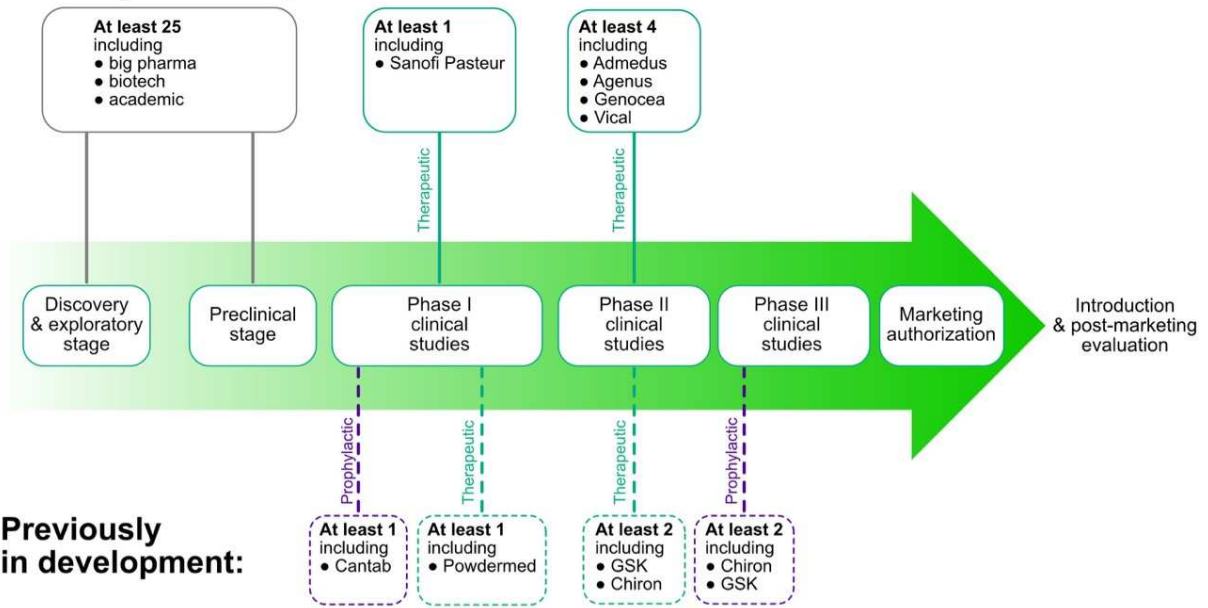 At least 25
including
● big pharma
● biotech
● academic
At least 1
including
● Sanofi Pasteur
At least 4
including
● Admedus
● Agenus
● Genocea
● Vical
Therapeutic
Therapeutic
Discovery
& exploratory
stage
Preclinical
stage
Phase I
clinical
studies
Phase II
clinical
studies
Phase III
clinical
studies
Marketing
authorization
Introduction
& post-marketing
evaluation
Prophylactic
Therapeutic
Therapeutic
Prophylactic
Previously
in development:
At least 1
including
● Cantab
At least 1
including
● Powdermed
At least 2
including
● GSK
● Chiron
At least 2
including
● Chiron
● GSK